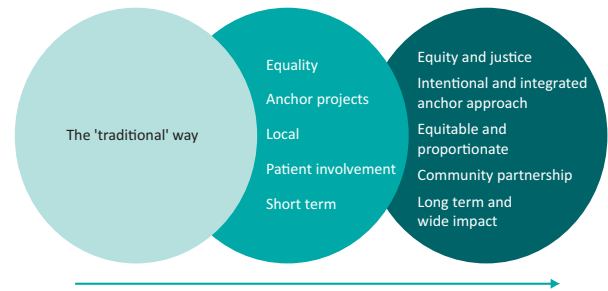 The 'traditional' way
Equality
Anchor projects
Local
Patient involvement
Short term
Equity and justice
Intentional and integrated
anchor approach
Equitable and
proportionate
Community partnership
Long term and
wide impact